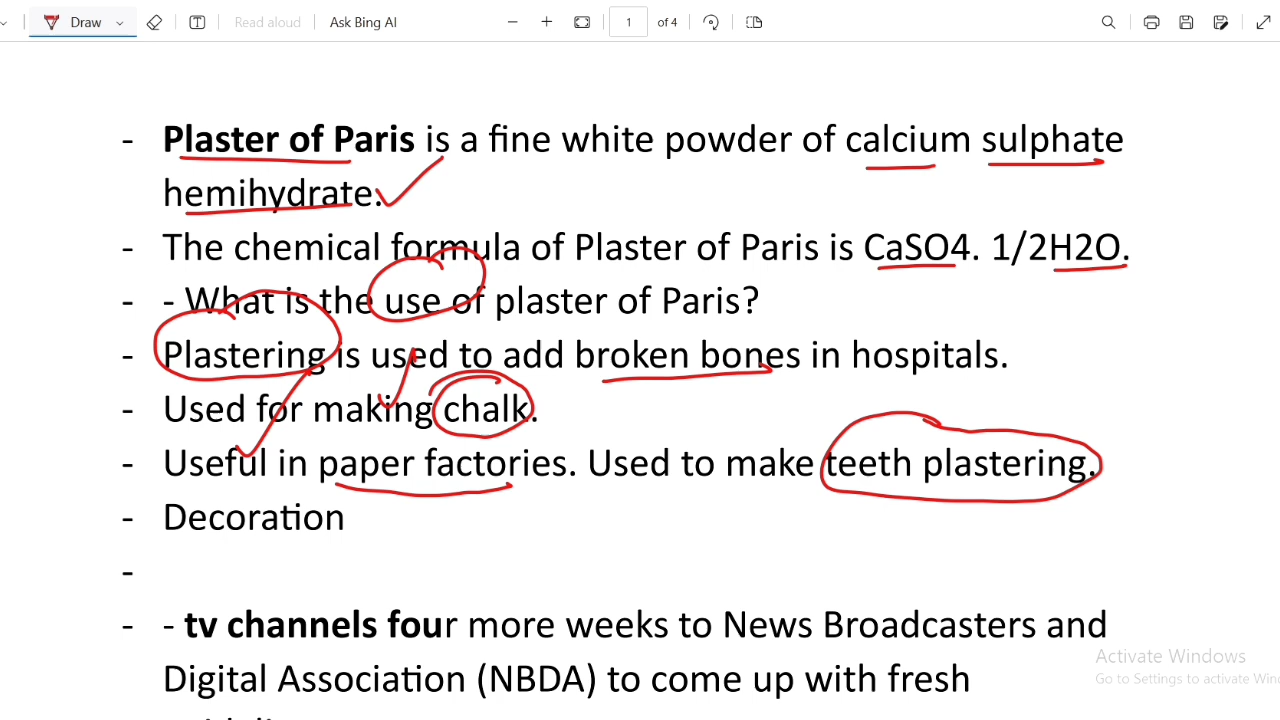 Draw
Read aloud
Ask Bing AI
1 of 4
- Plaster of Paris is a fine white powder of calcium sulphate
hemihydrate.
- The chemical formula of Plaster of Paris is CaSO4. 1/2H2O.
- - What is the use of plaster of Paris?
- Plastering is used to add broken bones in hospitals.
- Used for making chalk.
- Useful in paper factories. Used to make teeth plastering.
- Decoration
-
- - tv channels four more weeks to News Broadcasters and
Digital Association (NBDA) to come up with fresh
Activate Windows
Go to Settings to activate Win